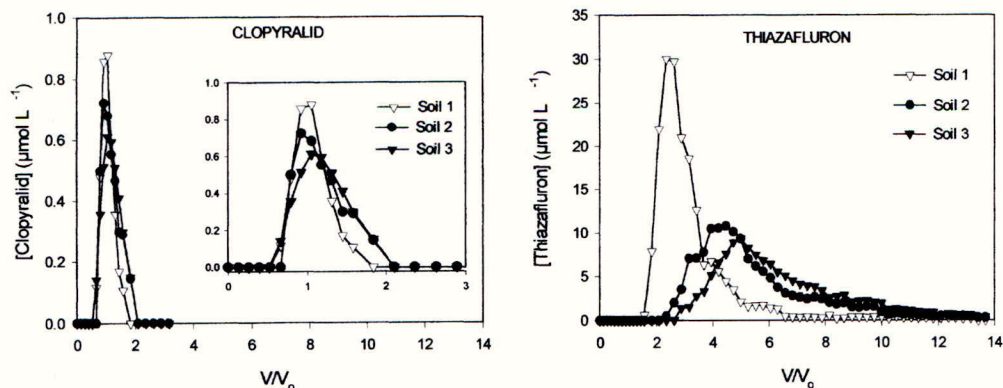 CLOPYRALID
[Clopyralid] (µmol L ⁻¹)
1.0
0.8
0.6
0.4
0.2
0.0
0 2 4 6 8 10 12 14
V/Vo
1.0
0.8
0.6
0.4
0.2
0.0
0 1 2 3
Soil 1
Soil 2
Soil 3
THIAZAFLURON
[Thiazafluron] (µmol L ⁻¹)
35
30
25
20
15
10
5
0
0 2 4 6 8 10 12 14
V/Vo
Soil 1
Soil 2
Soil 3